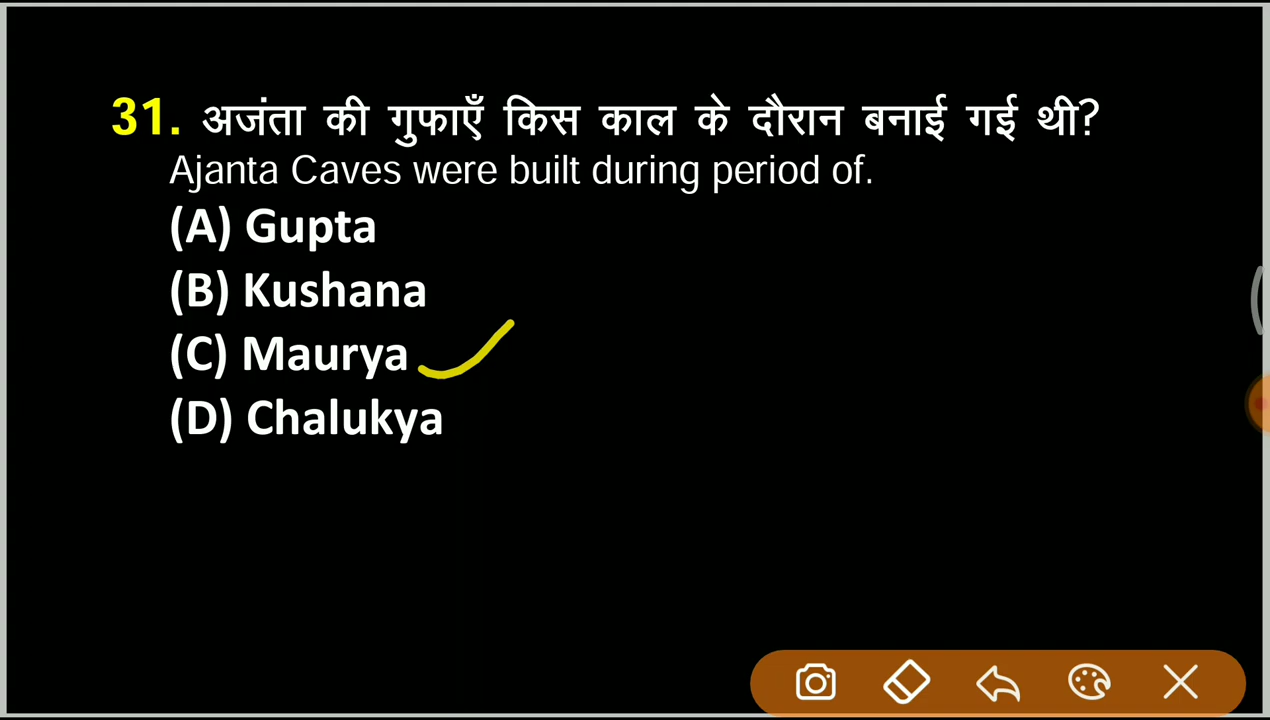 31. अजंता की गुफाएँ किस काल के दौरान बनाई गई थी?
Ajanta Caves were built during period of.
(A) Gupta
(B) Kushana
(C) Maurya
(D) Chalukya